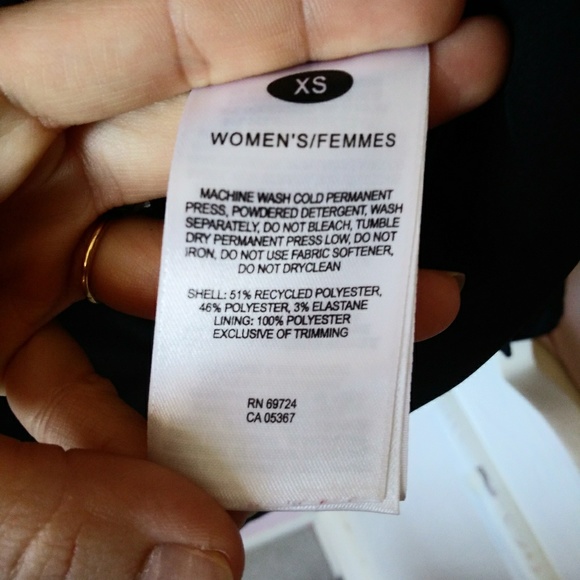 XS
WOMEN'S/FEMMES
MACHINE WASH COLD PERMANENT
PRESS, POWDERED DETERGENT, WASH
SEPARATELY, DO NOT BLEACH, TUMBLE
DRY PERMANENT PRESS LOW, DO NOT
IRON, DO NOT USE FABRIC SOFTENER,
DO NOT DRYCLEAN
SHELL: 51% RECYCLED POLYESTER,
46% POLYESTER, 3% ELASTANE
LINING: 100% POLYESTER
EXCLUSIVE OF TRIMMING
RN 69724
CA 05367